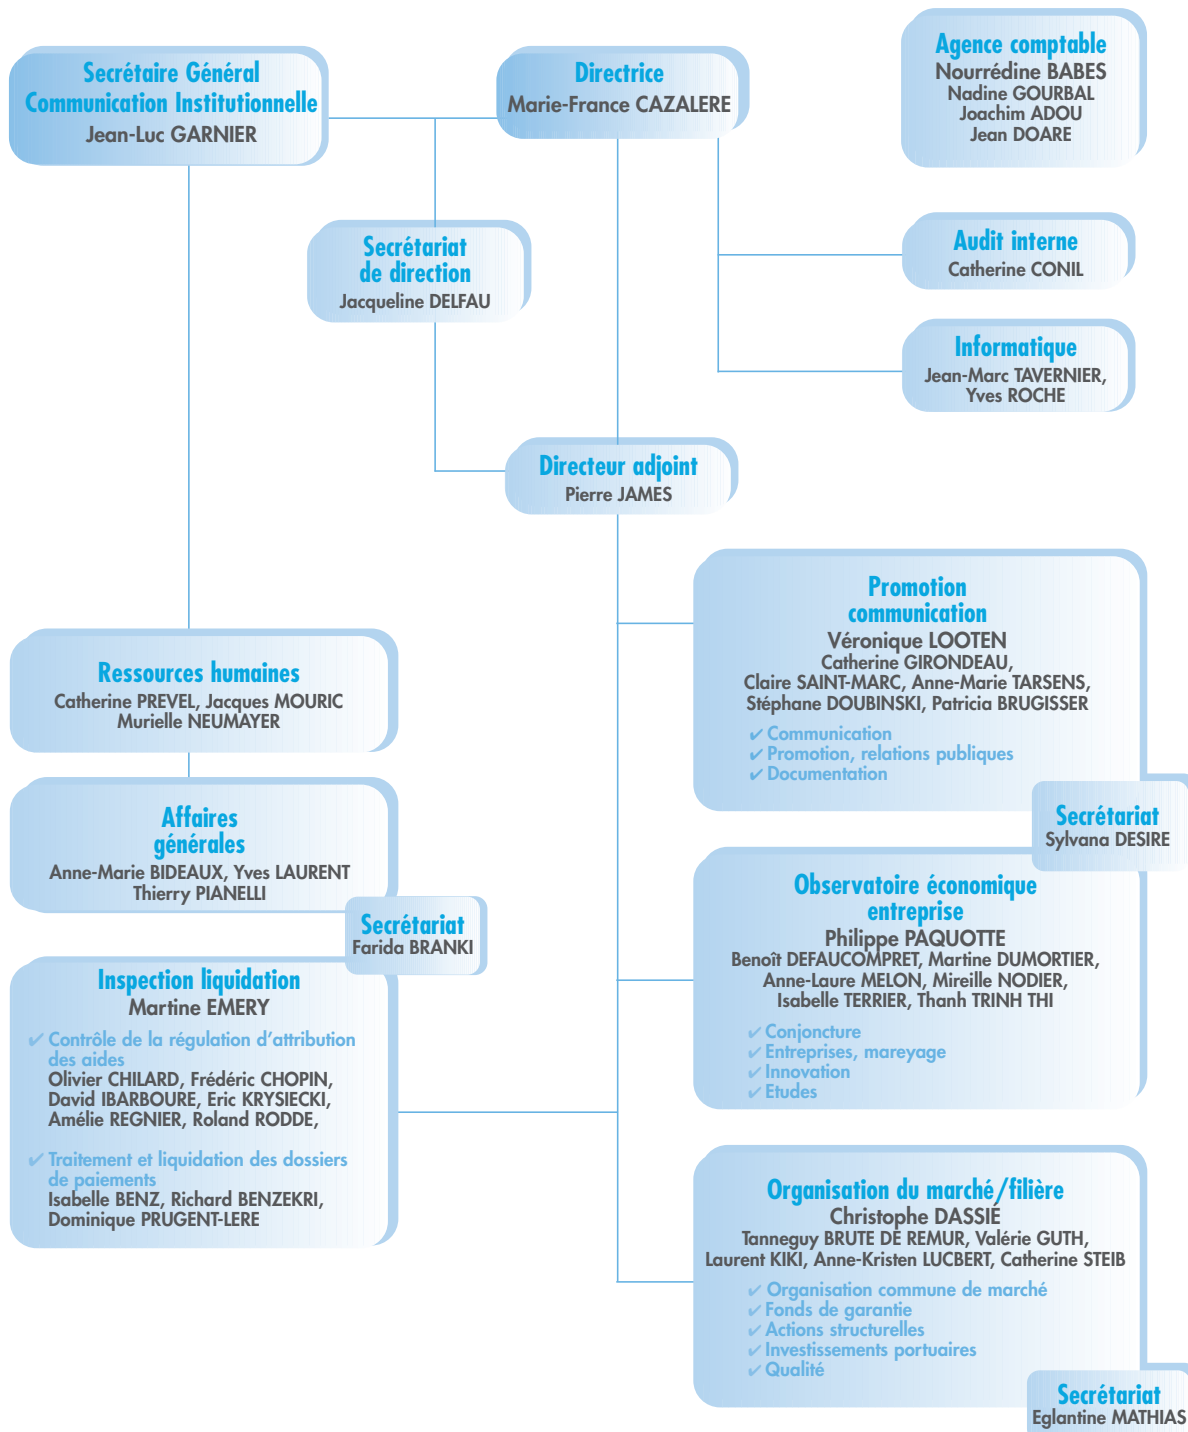 Secrétaire Général
Communication Institutionnelle
Jean-Luc GARNIER
Directrice
Marie-France CAZALERE
Agence comptable
Nourrédine BABES
Nadine GOURBAL
Joachim ADOU
Jean DOARE
Secrétariat
de direction
Jacqueline DELFAU
Audit interne
Catherine CONIL
Informatique
Jean-Marc TAVERNIER,
Yves ROCHE
Directeur adjoint
Pierre JAMES
Ressources humaines
Catherine PREVEL, Jacques MOURIC
Murielle NEUMAYER
Affaires
générales
Anne-Marie BIDEAUX, Yves LAURENT
Thierry PIANELLI
Secrétariat
Farida BRANKI
Inspection liquidation
Martine EMERY
✔ Contrôle de la régulation d'attribution
des aides
Olivier CHILARD, Frédéric CHOPIN,
David IBARBOURE, Eric KRYSIECKI,
Amélie REGNIER, Roland RODDE,
✔ Traitement et liquidation des dossiers
de paiements
Isabelle BENZ, Richard BENZEKRI,
Dominique PRUGENT-LERE
Promotion
communication
Véronique LOOTEN
Catherine GIRONDEAU,
Claire SAINT-MARC, Anne-Marie TARSENS,
Stéphane DOUBINSKI, Patricia BRUGISSER
✔ Communication
✔ Promotion, relations publiques
✔ Documentation
Secrétariat
Sylvana DESIRE
Observatoire économique
entreprise
Philippe PAQUOTTE
Benoît DEFAUCOMPRET, Martine DUMORTIER,
Anne-Laure MELON, Mireille NODIER,
Isabelle TERRIER, Thanh TRINH THI
✔ Conjoncture
✔ Entreprises, mareyage
✔ Innovation
✔ Etudes
Organisation du marché/filière
Christophe DASSIÉ
Tanneguy BRUTE DE REMUR, Valérie GUTH,
Laurent KIKI, Anne-Kristen LUCBERT, Catherine STEIB
✔ Organisation commune de marché
✔ Fonds de garantie
✔ Actions structurelles
✔ Investissements portuaires
✔ Qualité
Secrétariat
Eglantine MATHIAS